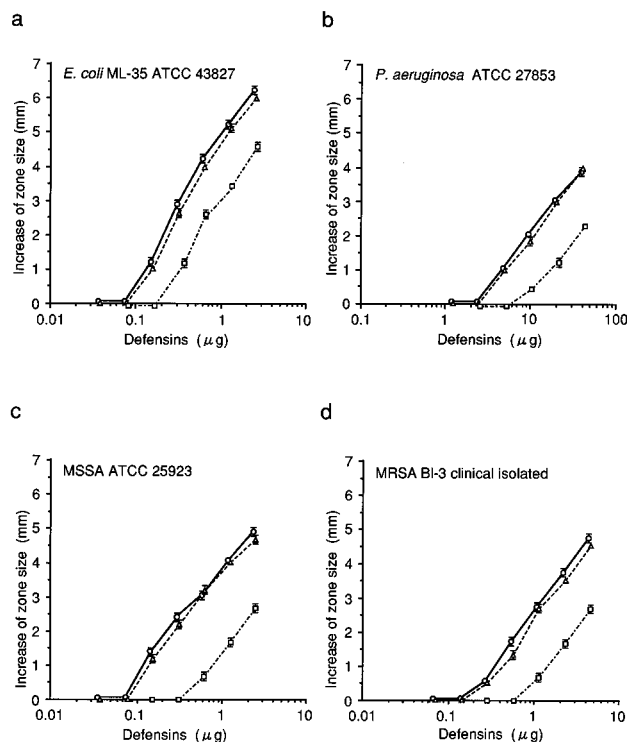 a
E. coli ML-35 ATCC 43827
Increase of zone size (mm)
7
6
5
4
3
2
1
0
0.01 0.1 1 10
Defensins (μg)
b
P. aeruginosa ATCC 27853
Increase of zone size (mm)
7
6
5
4
3
2
1
0
0.1 1 10 100
Defensins (μg)
c
MSSA ATCC 25923
Increase of zone size (mm)
7
6
5
4
3
2
1
0
0.01 0.1 1 10
Defensins (μg)
d
MRSA BI-3 clinical isolated
Increase of zone size (mm)
7
6
5
4
3
2
1
0
0.01 0.1 1 10
Defensins (μg)